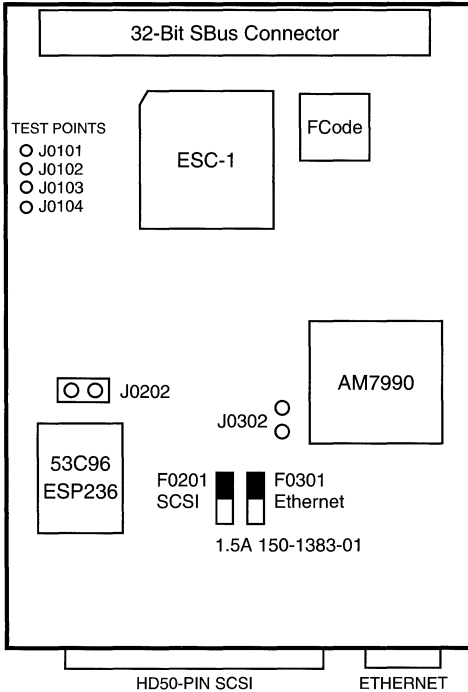 32-Bit SBus Connector
ESC-1
FCode
TEST POINTS
J0101
J0102
J0103
J0104
AM7990
J0202
J0302
53C96
ESP236
F0201
SCSI
F0301
Ethernet
1.5A 150-1383-01
HD50-PIN SCSI
ETHERNET